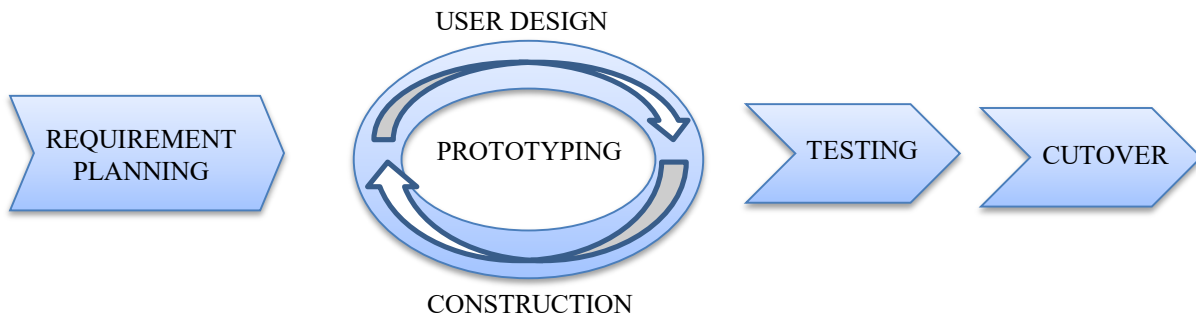 USER DESIGN
REQUIREMENT
PLANNING
PROTOTYPING
TESTING
CUTOVER
CONSTRUCTION